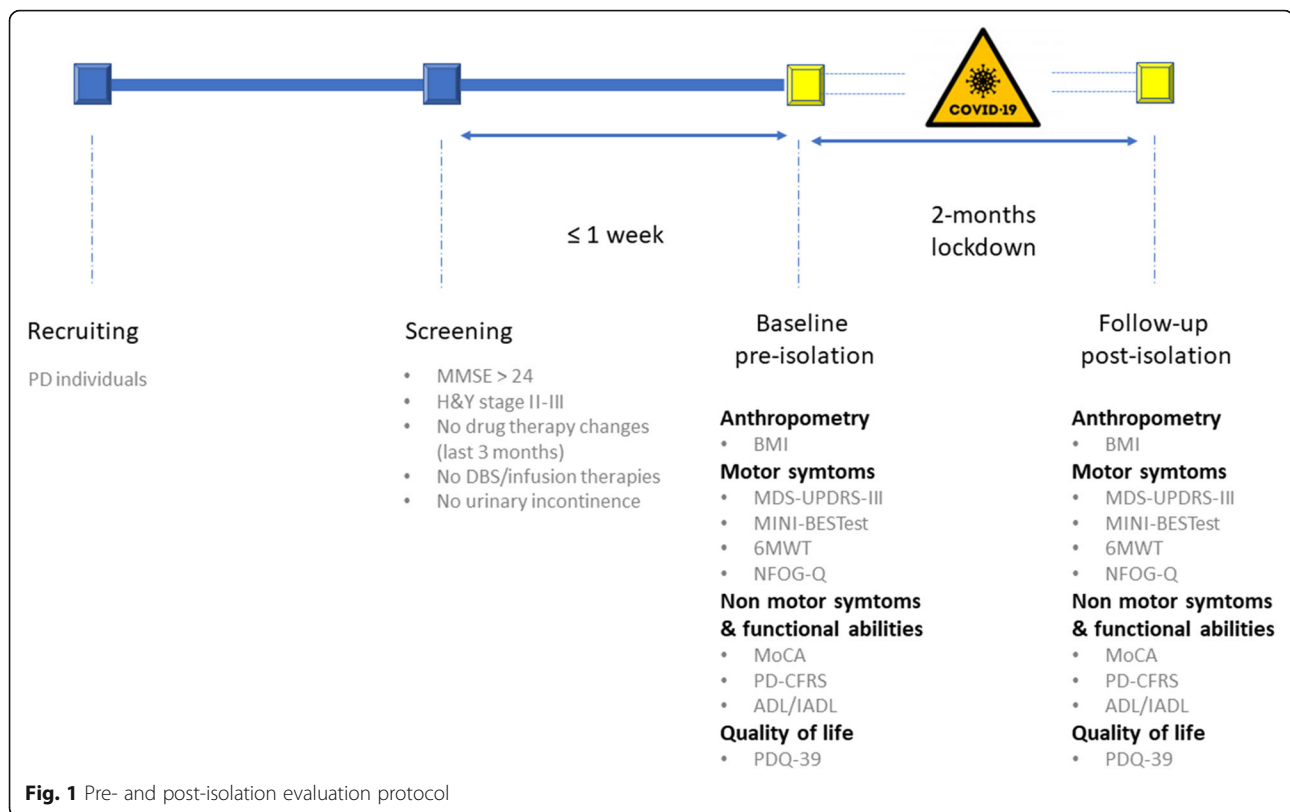 COVID-19
≤ 1 week
2-months
lockdown
Recruiting
PD individuals
Screening
• MMSE > 24
• H&Y stage II-III
• No drug therapy changes
(last 3 months)
• No DBS/infusion therapies
• No urinary incontinence
Baseline
pre-isolation
Anthropometry
• BMI
Motor symtoms
• MDS-UPDRS-III
• MINI-BESTest
• 6MWT
• NFOG-Q
Non motor symtoms
& functional abilities
• MoCA
• PD-CFRS
• ADL/IADL
Quality of life
• PDQ-39
Follow-up
post-isolation
Anthropometry
• BMI
Motor symtoms
• MDS-UPDRS-III
• MINI-BESTest
• 6MWT
• NFOG-Q
Non motor symtoms
& functional abilities
• MoCA
• PD-CFRS
• ADL/IADL
Quality of life
• PDQ-39
Fig. 1 Pre- and post-isolation evaluation protocol